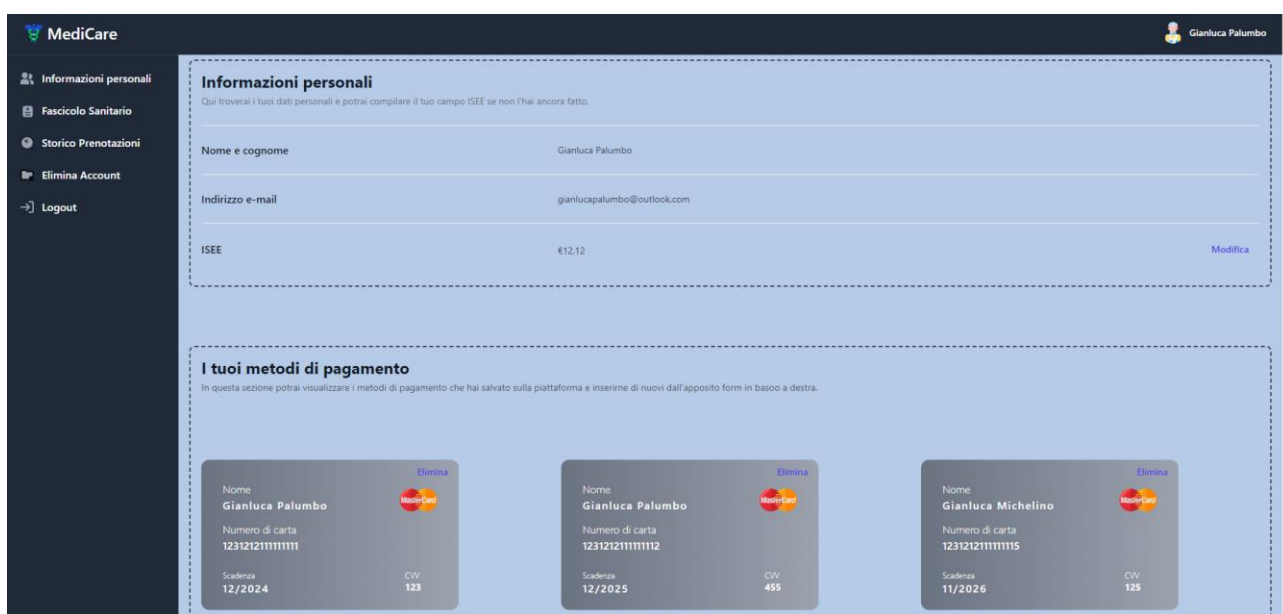 MediCare
Gianluca Palumbo
Informazioni personali
Fascicolo Sanitario
Storico Prenotazioni
Elimina Account
Logout
Informazioni personali
Qui troverai i tuoi dati personali e potrai compilare il tuo campo ISEE se non l'hai ancora fatto.
Nome e cognome Gianluca Palumbo
Indirizzo e-mail gianlucapalumbo@outlook.com
ISEE €12.12 Modifica
I tuoi metodi di pagamento
In questa sezione potrai visualizzare i metodi di pagamento che hai salvato sulla piattaforma e inserirne di nuovi dall'apposito form in basoo a destra.
Elimina
Nome
Gianluca Palumbo
MasterCard
Numero di carta
1231212111111111
Scadenza CVV
12/2024 123
Elimina
Nome
Gianluca Palumbo
MasterCard
Numero di carta
1231212111111112
Scadenza CVV
12/2025 455
Elimina
Nome
Gianluca Michelino
MasterCard
Numero di carta
1231212111111115
Scadenza CVV
11/2026 125